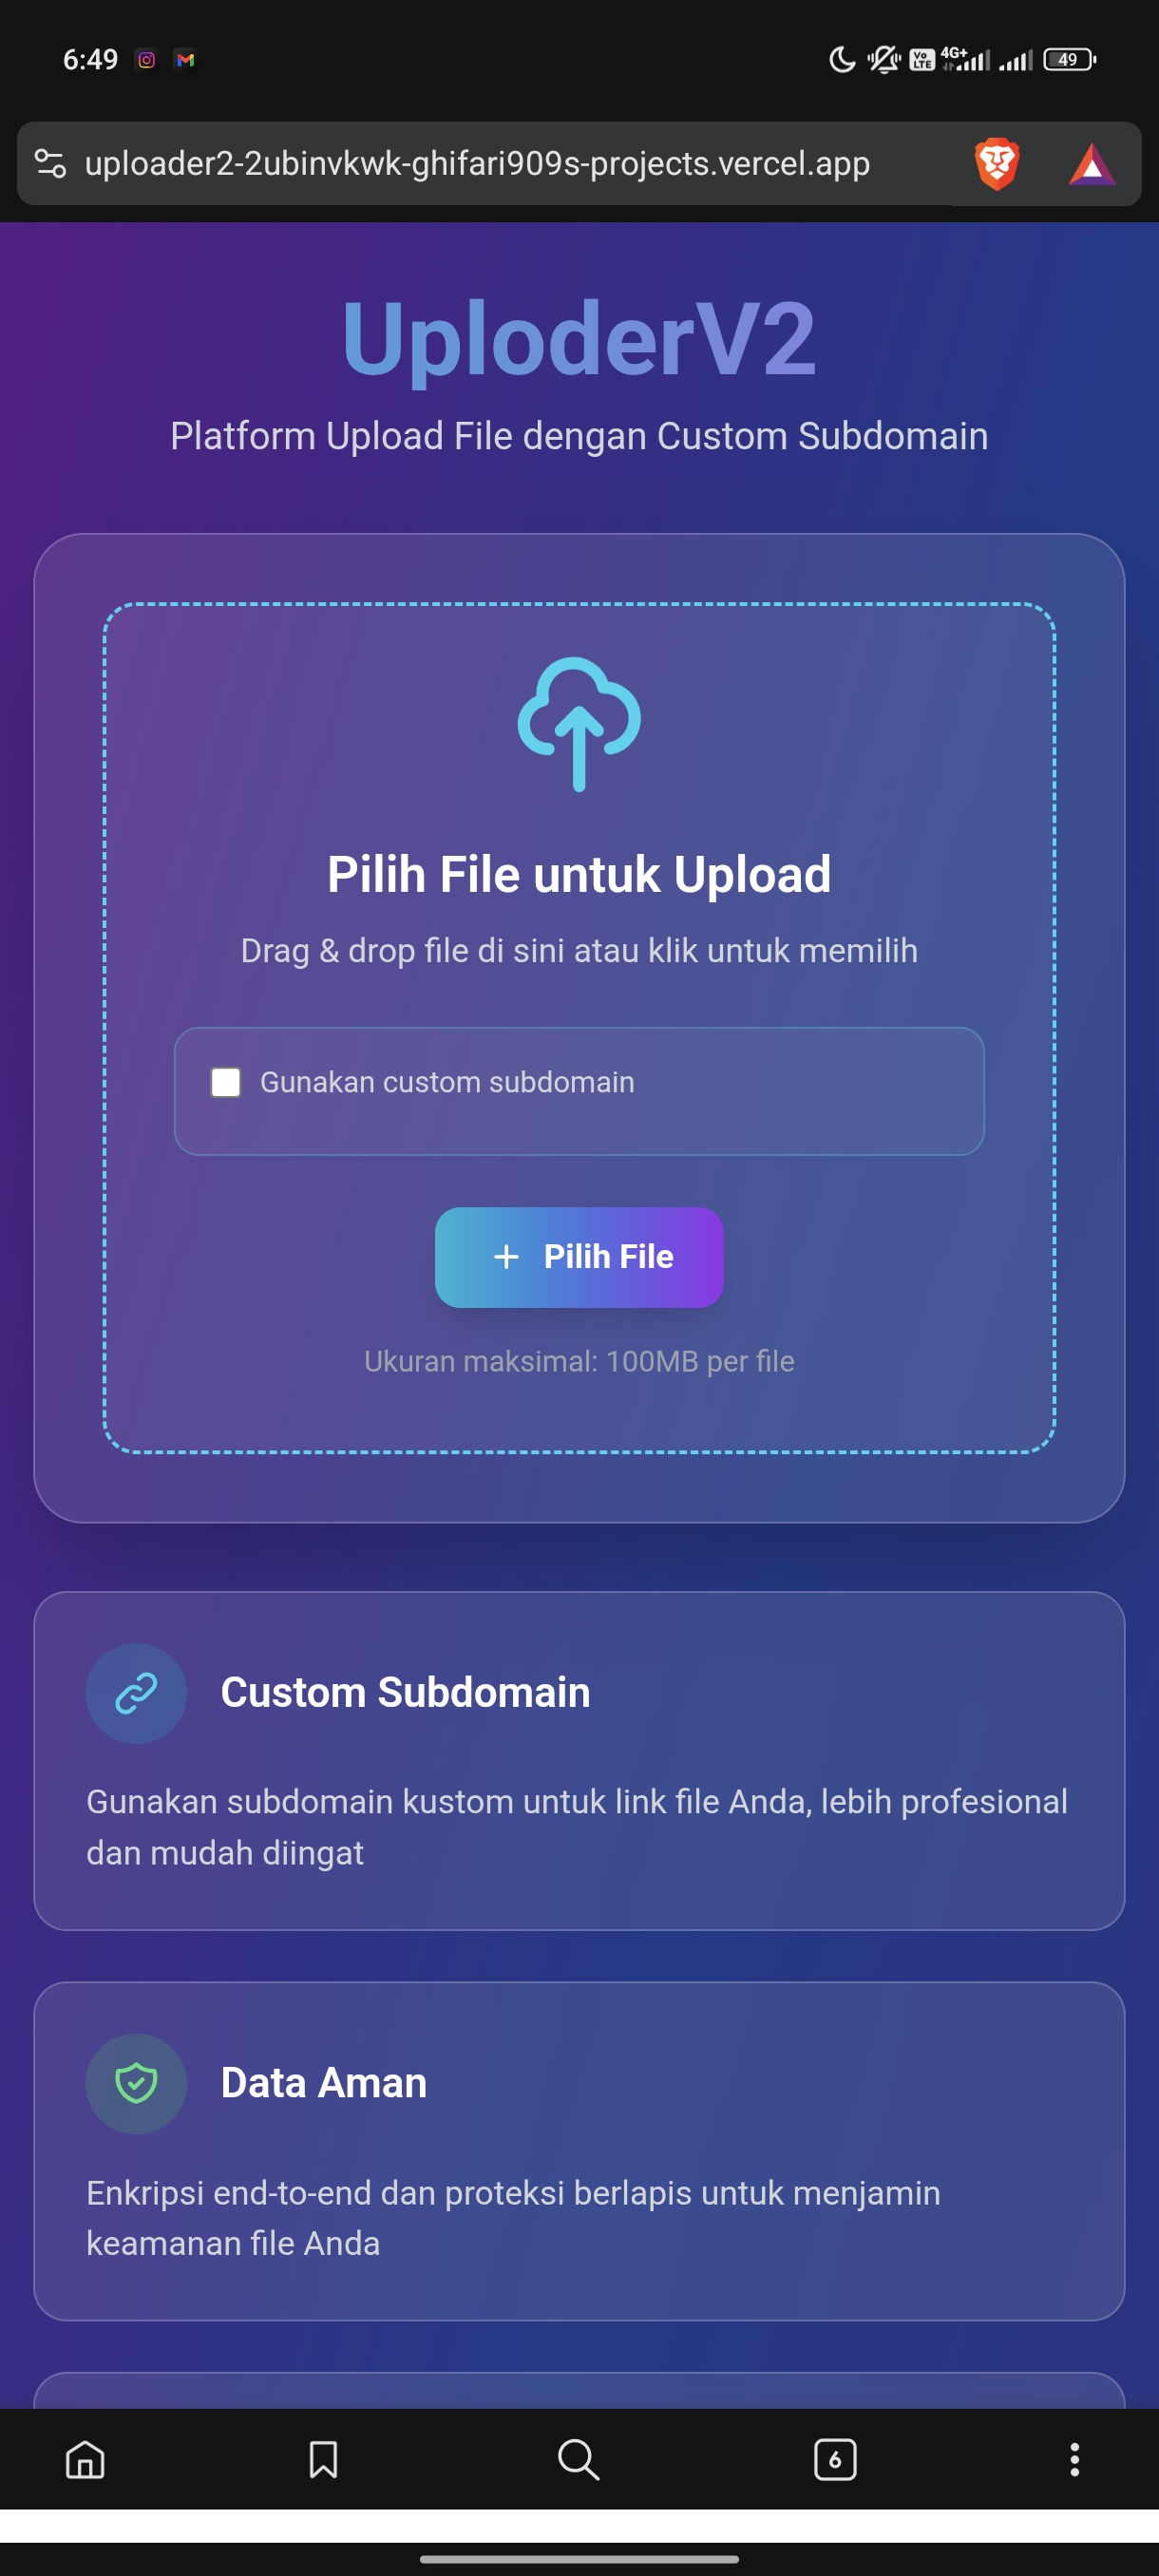 6:49
Vo LTE
4G+
49
uploader2-2ubinvkwk-ghifari909s-projects.vercel.app
UploderV2
Platform Upload File dengan Custom Subdomain
Pilih File untuk Upload
Drag & drop file di sini atau klik untuk memilih
Gunakan custom subdomain
+ Pilih File
Ukuran maksimal: 100MB per file
Custom Subdomain
Gunakan subdomain kustom untuk link file Anda, lebih profesional
dan mudah diingat
Data Aman
Enkripsi end-to-end dan proteksi berlapis untuk menjamin
keamanan file Anda
6